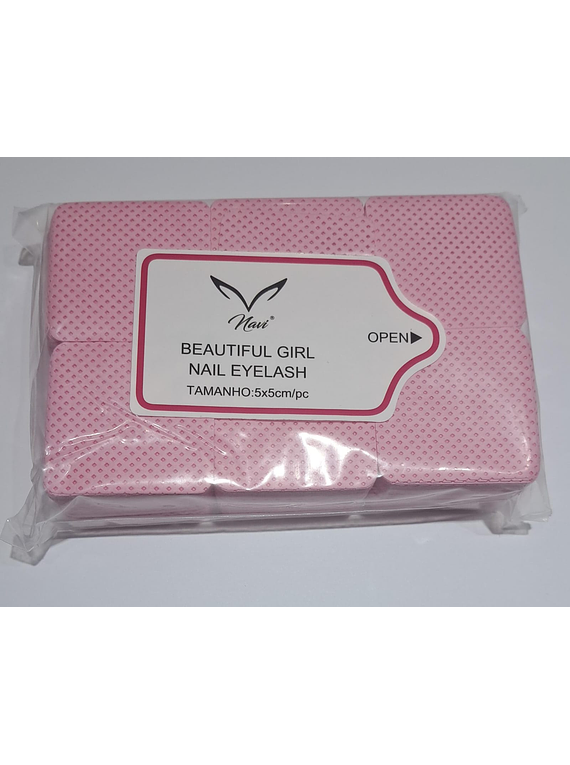 Navi®
BEAUTIFUL GIRL
NAIL EYELASH
TAMANHO:5x5cm/pc
OPEN